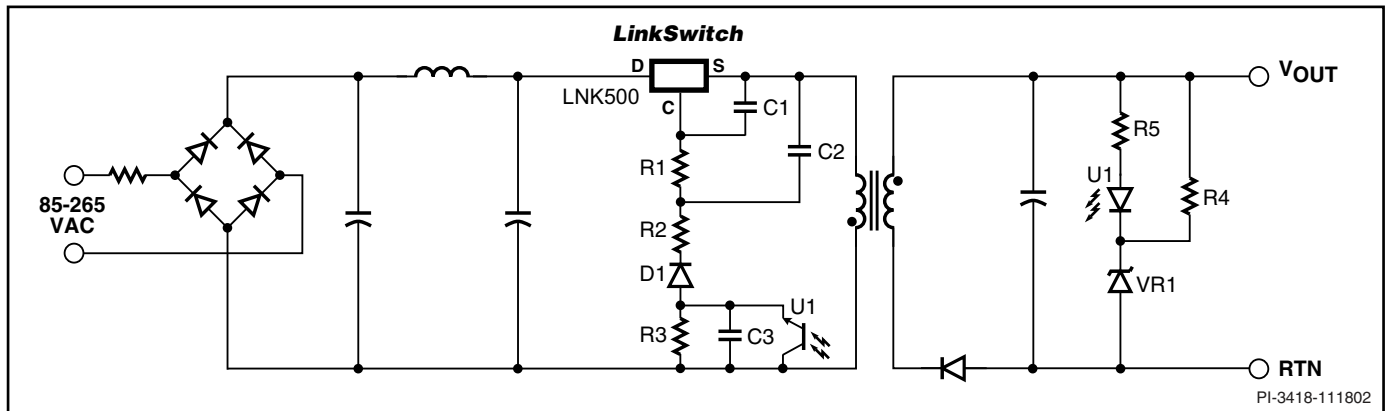 LinkSwitch
D
S
LNK500
C
C1
C2
R1
R2
D1
R3
C3
U1
85-265
VAC
VOUT
R5
U1
R4
VR1
RTN
PI-3418-111802